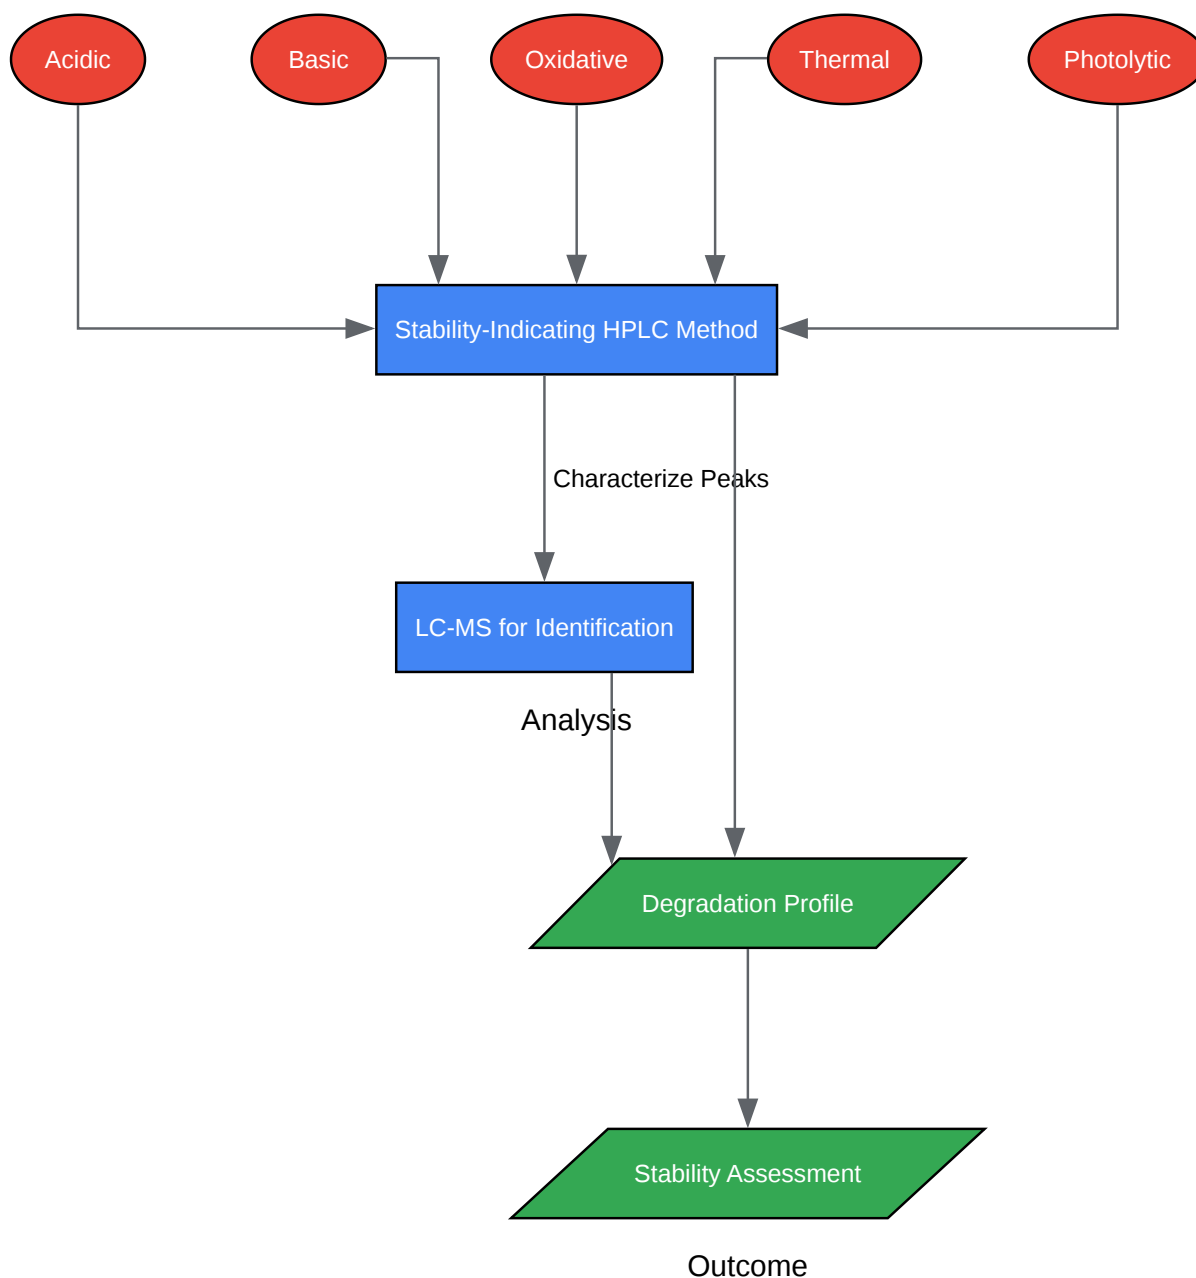 Acidic
Basic
Oxidative
Thermal
Photolytic
Stability-Indicating HPLC Method
Characterize Peaks
LC-MS for Identification
Analysis
Degradation Profile
Stability Assessment
Outcome